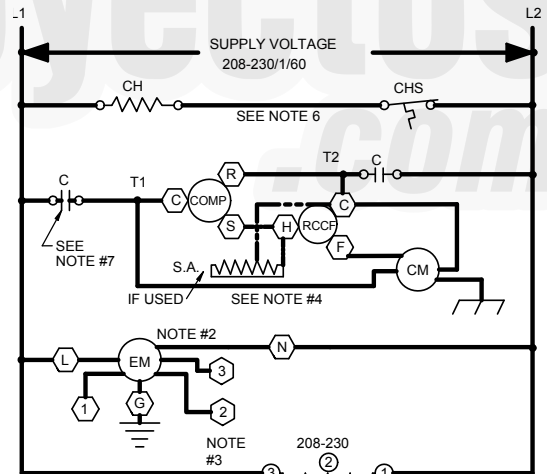 L1
L2
SUPPLY VOLTAGE
208-230/1/60
CH
CHS
SEE NOTE 6
C
T1
T2
C
R
C
COMP
C
S
H
RCCF
F
SEE
NOTE #7
S.A.
IF USED
SEE NOTE #4
CM
NOTE #2
L
EM
N
3
1
G
2
NOTE
#3
208-230
3
2
1
.com